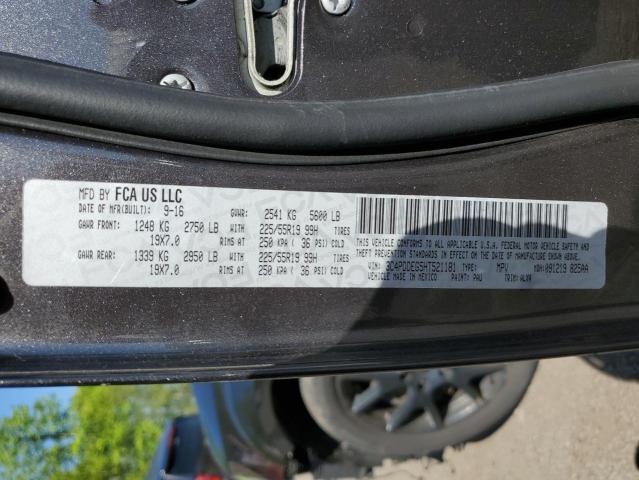 MFD BY FCA US LLC
DATE OF MFR(BUILT): 9-16 GVWR: 2541 KG 5600 LB
GAWR FRONT: 1248 KG 2750 LB WITH 225/55R19 99H TIRES
19X7.0 RIMS AT 250 KPA ( 36 PSI) COLD
GAWR REAR: 1339 KG 2950 LB WITH 225/55R19 99H TIRES
19X7.0 RIMS AT 250 KPA ( 36 PSI) COLD
THIS VEHICLE CONFORMS TO ALL APPLICABLE U.S.A. FEDERAL MOTOR VEHICLE SAFETY AND
THEFT PREVENTION STANDARDS IN EFFECT ON THE DATE OF MANUFACTURE SHOWN ABOVE
VIN: 3C4PDDEG5HT521181 TYPE: MPV MDH:091219 825AA
VEHICLE MADE IN MEXICO PAINT: PAU TRIM: